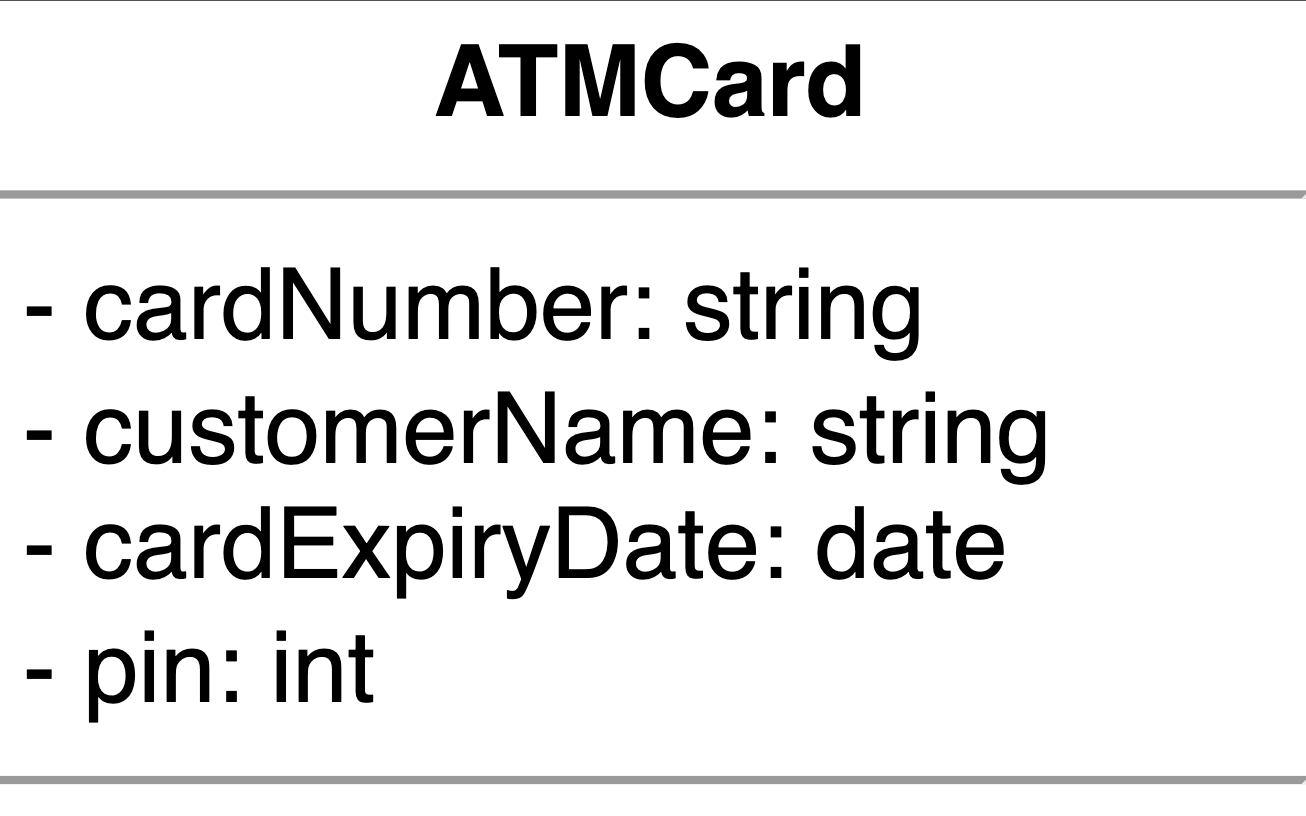 ATMCard
- cardNumber: string
- customerName: string
- cardExpiryDate: date
- pin: int